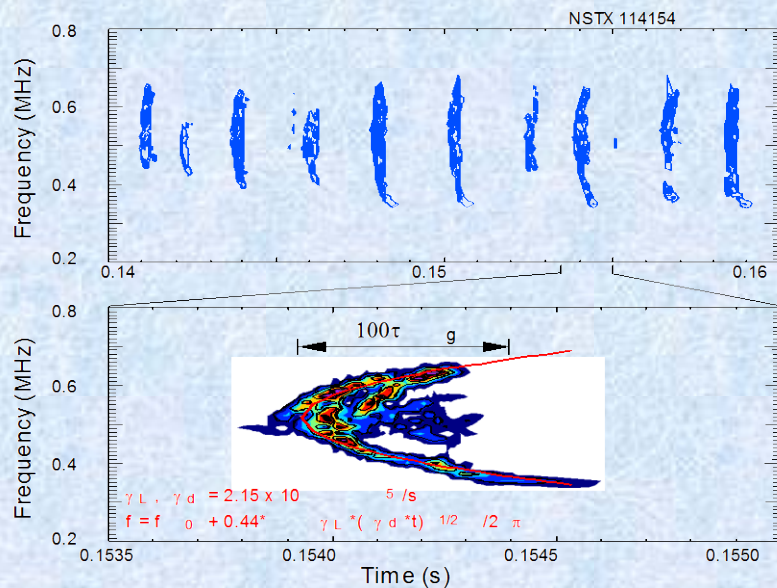 NSTX 114154
0.8
0.6
0.4
0.2
Frequency (MHz)
0.14 0.15 0.16
0.8
0.6
0.4
0.2
Frequency (MHz)
100τ g
γ L , γ d = 2.15 x 10 5 /s
f = f 0 + 0.44* γ L *( γ d *t) 1/2 /2 π
0.1535 0.1540 0.1545 0.1550
Time (s)